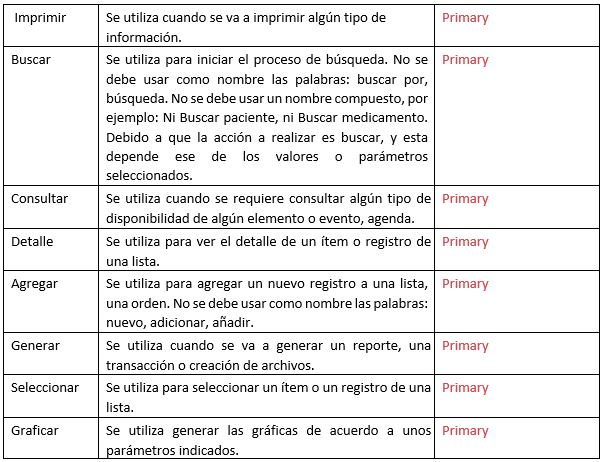 Imprimir Se utiliza cuando se va a imprimir algún tipo de Primary
información.
Buscar Se utiliza para iniciar el proceso de búsqueda. No se Primary
debe usar como nombre las palabras: buscar por,
búsqueda. No se debe usar un nombre compuesto, por
ejemplo: Ni Buscar paciente, ni Buscar medicamento.
Debido a que la acción a realizar es buscar, y esta
depende ese de los valores o parámetros
seleccionados.
Consultar Se utiliza cuando se requiere consultar algún tipo de Primary
disponibilidad de algún elemento o evento, agenda.
Detalle Se utiliza para ver el detalle de un ítem o registro de Primary
una lista.
Agregar Se utiliza para agregar un nuevo registro a una lista, Primary
una orden. No se debe usar como nombre las palabras:
nuevo, adicionar, añadir.
Generar Se utiliza cuando se va a generar un reporte, una Primary
transacción o creación de archivos.
Seleccionar Se utiliza para seleccionar un ítem o un registro de una Primary
lista.
Graficar Se utiliza generar las gráficas de acuerdo a unos Primary
parámetros indicados.